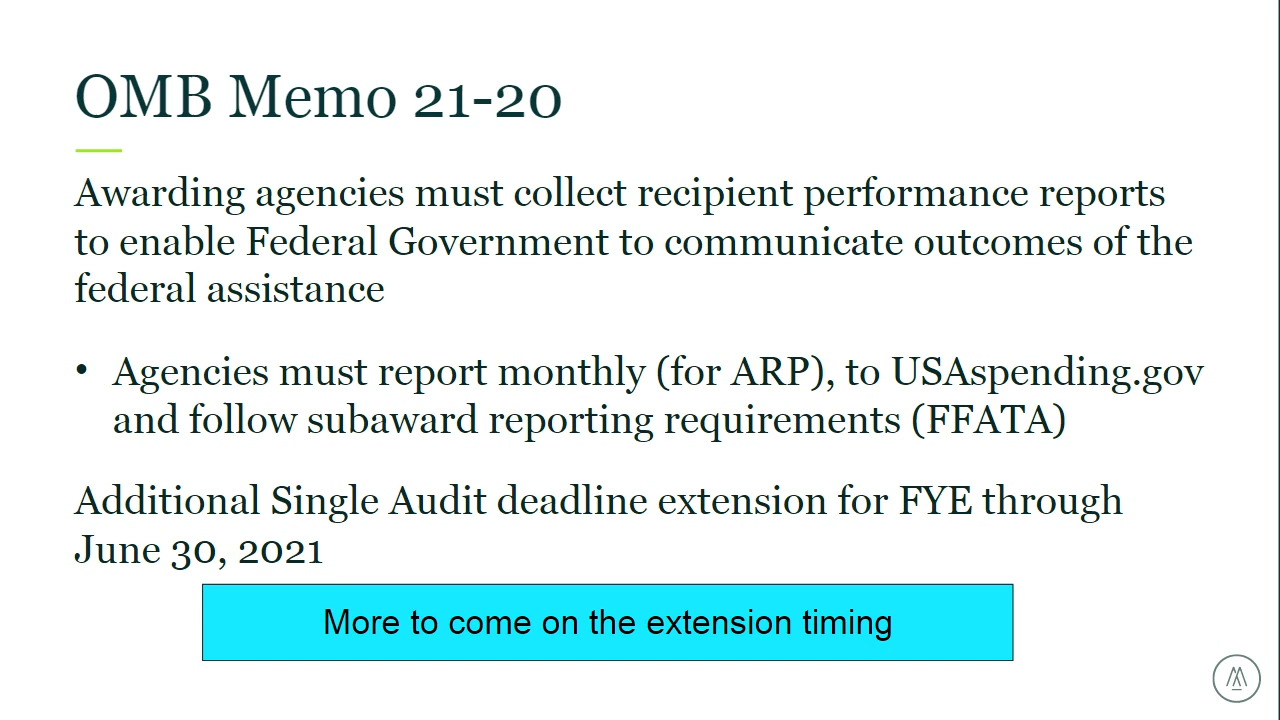 OMB Memo 21-20
Awarding agencies must collect recipient performance reports
to enable Federal Government to communicate outcomes of the
federal assistance
• Agencies must report monthly (for ARP), to USAspending.gov
and follow subaward reporting requirements (FFATA)
Additional Single Audit deadline extension for FYE through
June 30, 2021
More to come on the extension timing